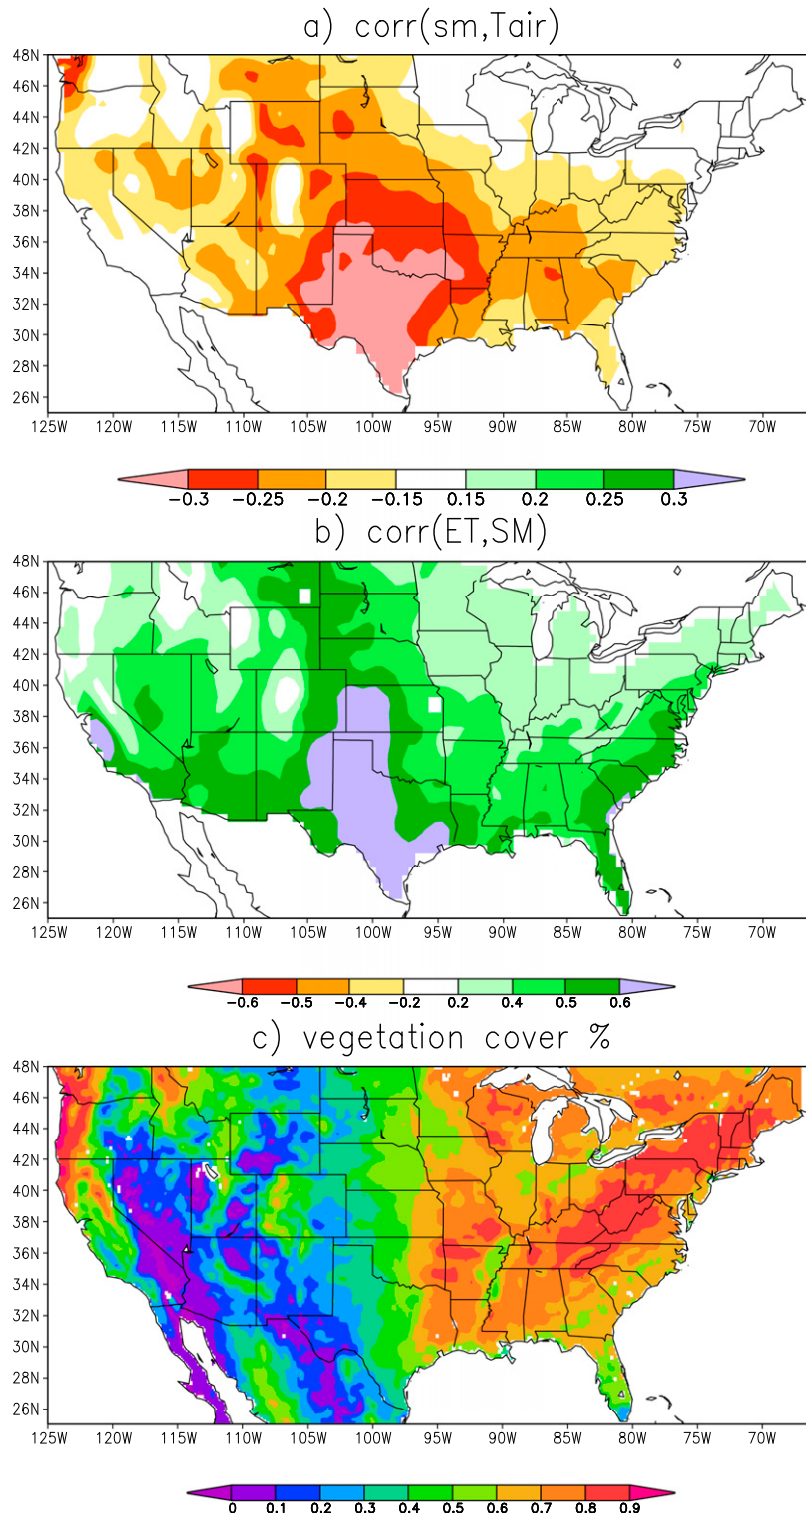 a) corr(sm,Tair)
48N
46N
44N
42N
40N
38N
36N
34N
32N
30N
28N
26N
125W 120W 115W 110W 105W 100W 95W 90W 85W 80W 75W 70W
−0.3 −0.25 −0.2 −0.15 0.15 0.2 0.25 0.3
b) corr(ET,SM)
48N
46N
44N
42N
40N
38N
36N
34N
32N
30N
28N
26N
125W 120W 115W 110W 105W 100W 95W 90W 85W 80W 75W 70W
−0.6 −0.5 −0.4 −0.2 0.2 0.4 0.5 0.6
c) vegetation cover %
48N
46N
44N
42N
40N
38N
36N
34N
32N
30N
28N
26N
125W 120W 115W 110W 105W 100W 95W 90W 85W 80W 75W 70W
0 0.1 0.2 0.3 0.4 0.5 0.6 0.7 0.8 0.9